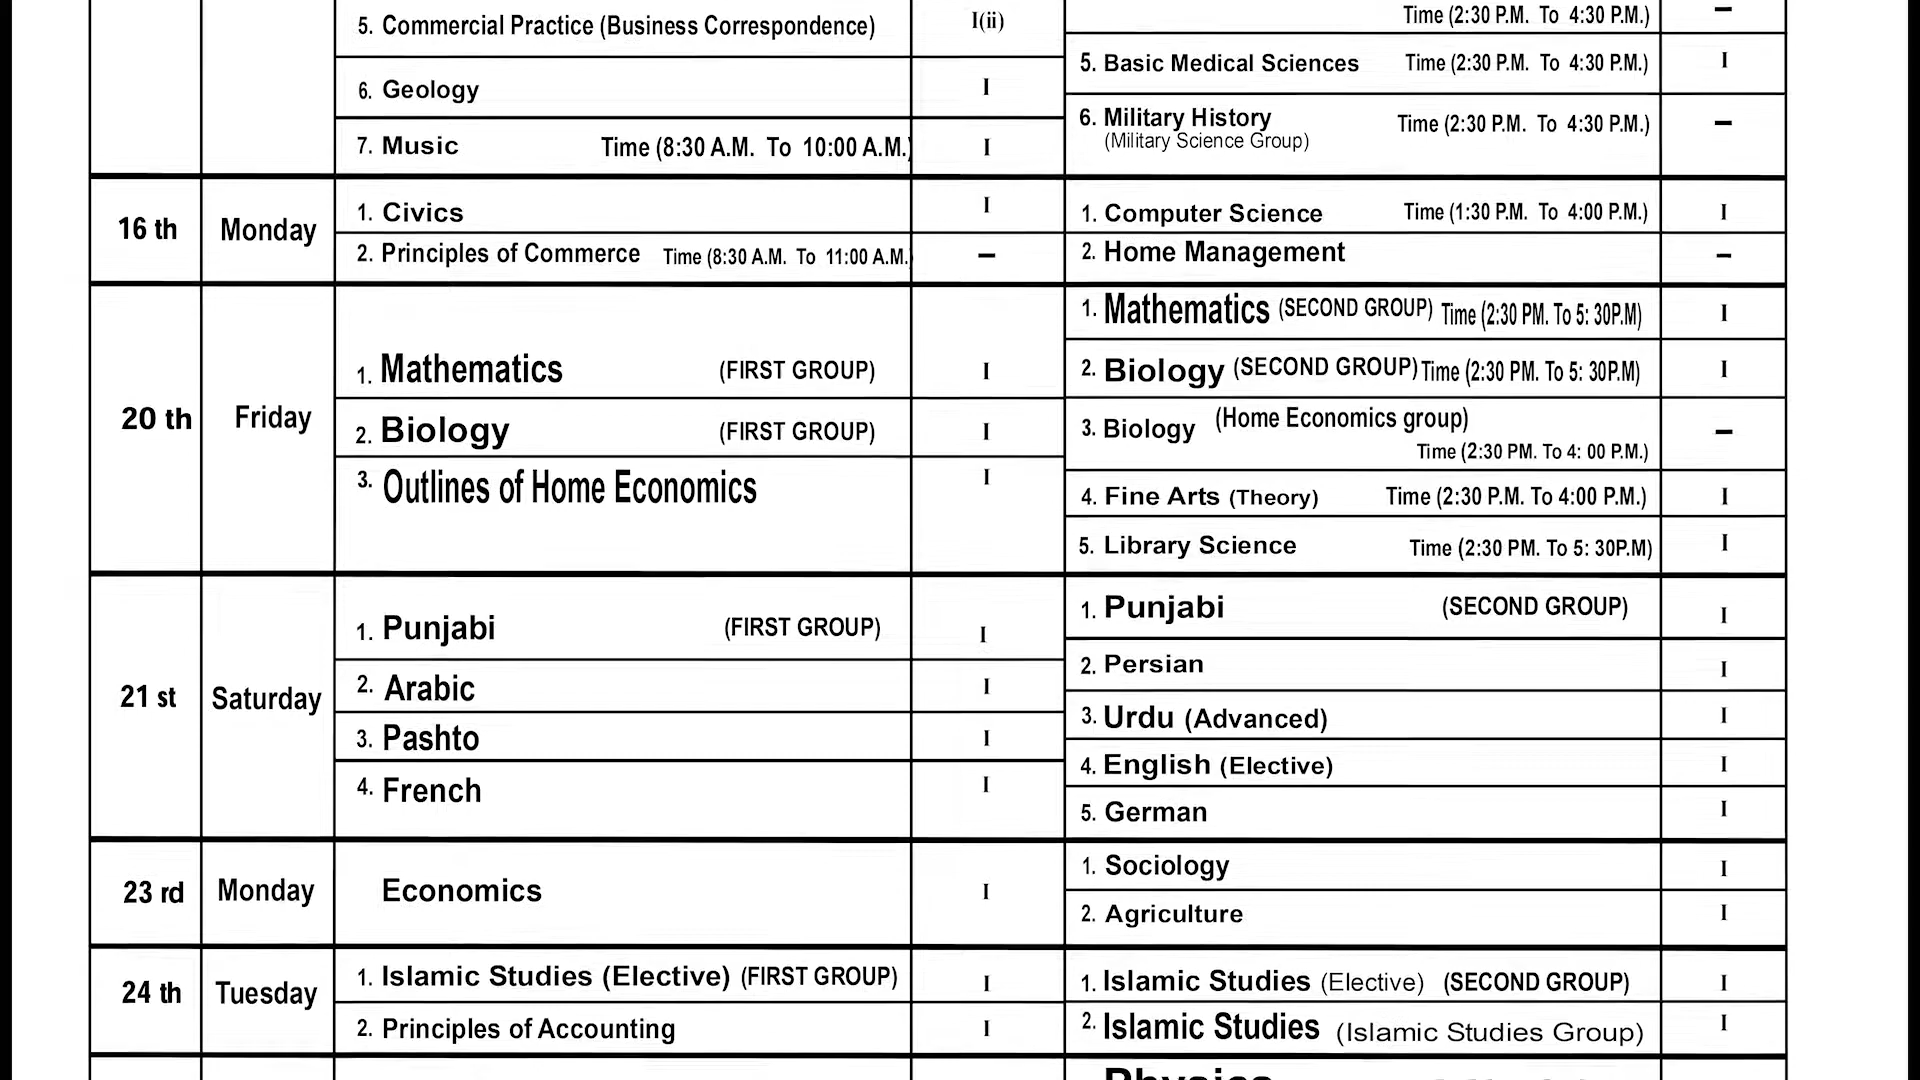 5. Commercial Practice (Business Correspondence) I(ii)
Time (2:30 P.M. To 4:30 P.M.) –
5. Basic Medical Sciences Time (2:30 P.M. To 4:30 P.M.) I
6. Geology I
6. Military History Time (2:30 P.M. To 4:30 P.M.) –
(Military Science Group)
7. Music Time (8:30 A.M. To 10:00 A.M.) I
16 th Monday
1. Civics I
1. Computer Science Time (1:30 P.M. To 4:00 P.M.) I
2. Principles of Commerce Time (8:30 A.M. To 11:00 A.M.) –
2. Home Management –
20 th Friday
1. Mathematics (FIRST GROUP) I
2. Biology (FIRST GROUP) I
3. Outlines of Home Economics I
1. Mathematics (SECOND GROUP) Time (2:30 PM. To 5: 30P.M) I
2. Biology (SECOND GROUP) Time (2:30 PM. To 5: 30P.M) I
3. Biology (Home Economics group) –
Time (2:30 PM. To 4: 00 P.M.)
4. Fine Arts (Theory) Time (2:30 P.M. To 4:00 P.M.) I
5. Library Science Time (2:30 PM. To 5: 30P.M) I
21 st Saturday
1. Punjabi (FIRST GROUP) I
2. Arabic I
3. Pashto I
4. French I
1. Punjabi (SECOND GROUP) I
2. Persian I
3. Urdu (Advanced) I
4. English (Elective) I
5. German I
23 rd Monday
Economics I
1. Sociology I
2. Agriculture I
24 th Tuesday
1. Islamic Studies (Elective) (FIRST GROUP) I
2. Principles of Accounting I
1. Islamic Studies (Elective) (SECOND GROUP) I
2. Islamic Studies (Islamic Studies Group) I
Physics